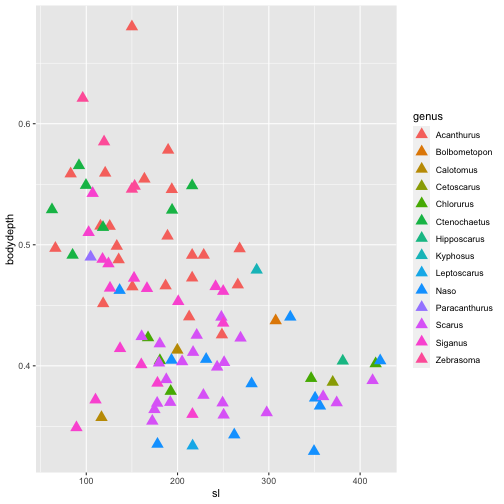 0.6
0.5
0.4
bodydepth
100
200
300
400
sl
genus
Acanthurus
Bolbometopon
Calotomus
Cetoscarus
Chlorurus
Ctenochaetus
Hipposcarus
Kyphosus
Leptoscarus
Naso
Paracanthurus
Scarus
Siganus
Zebrasoma